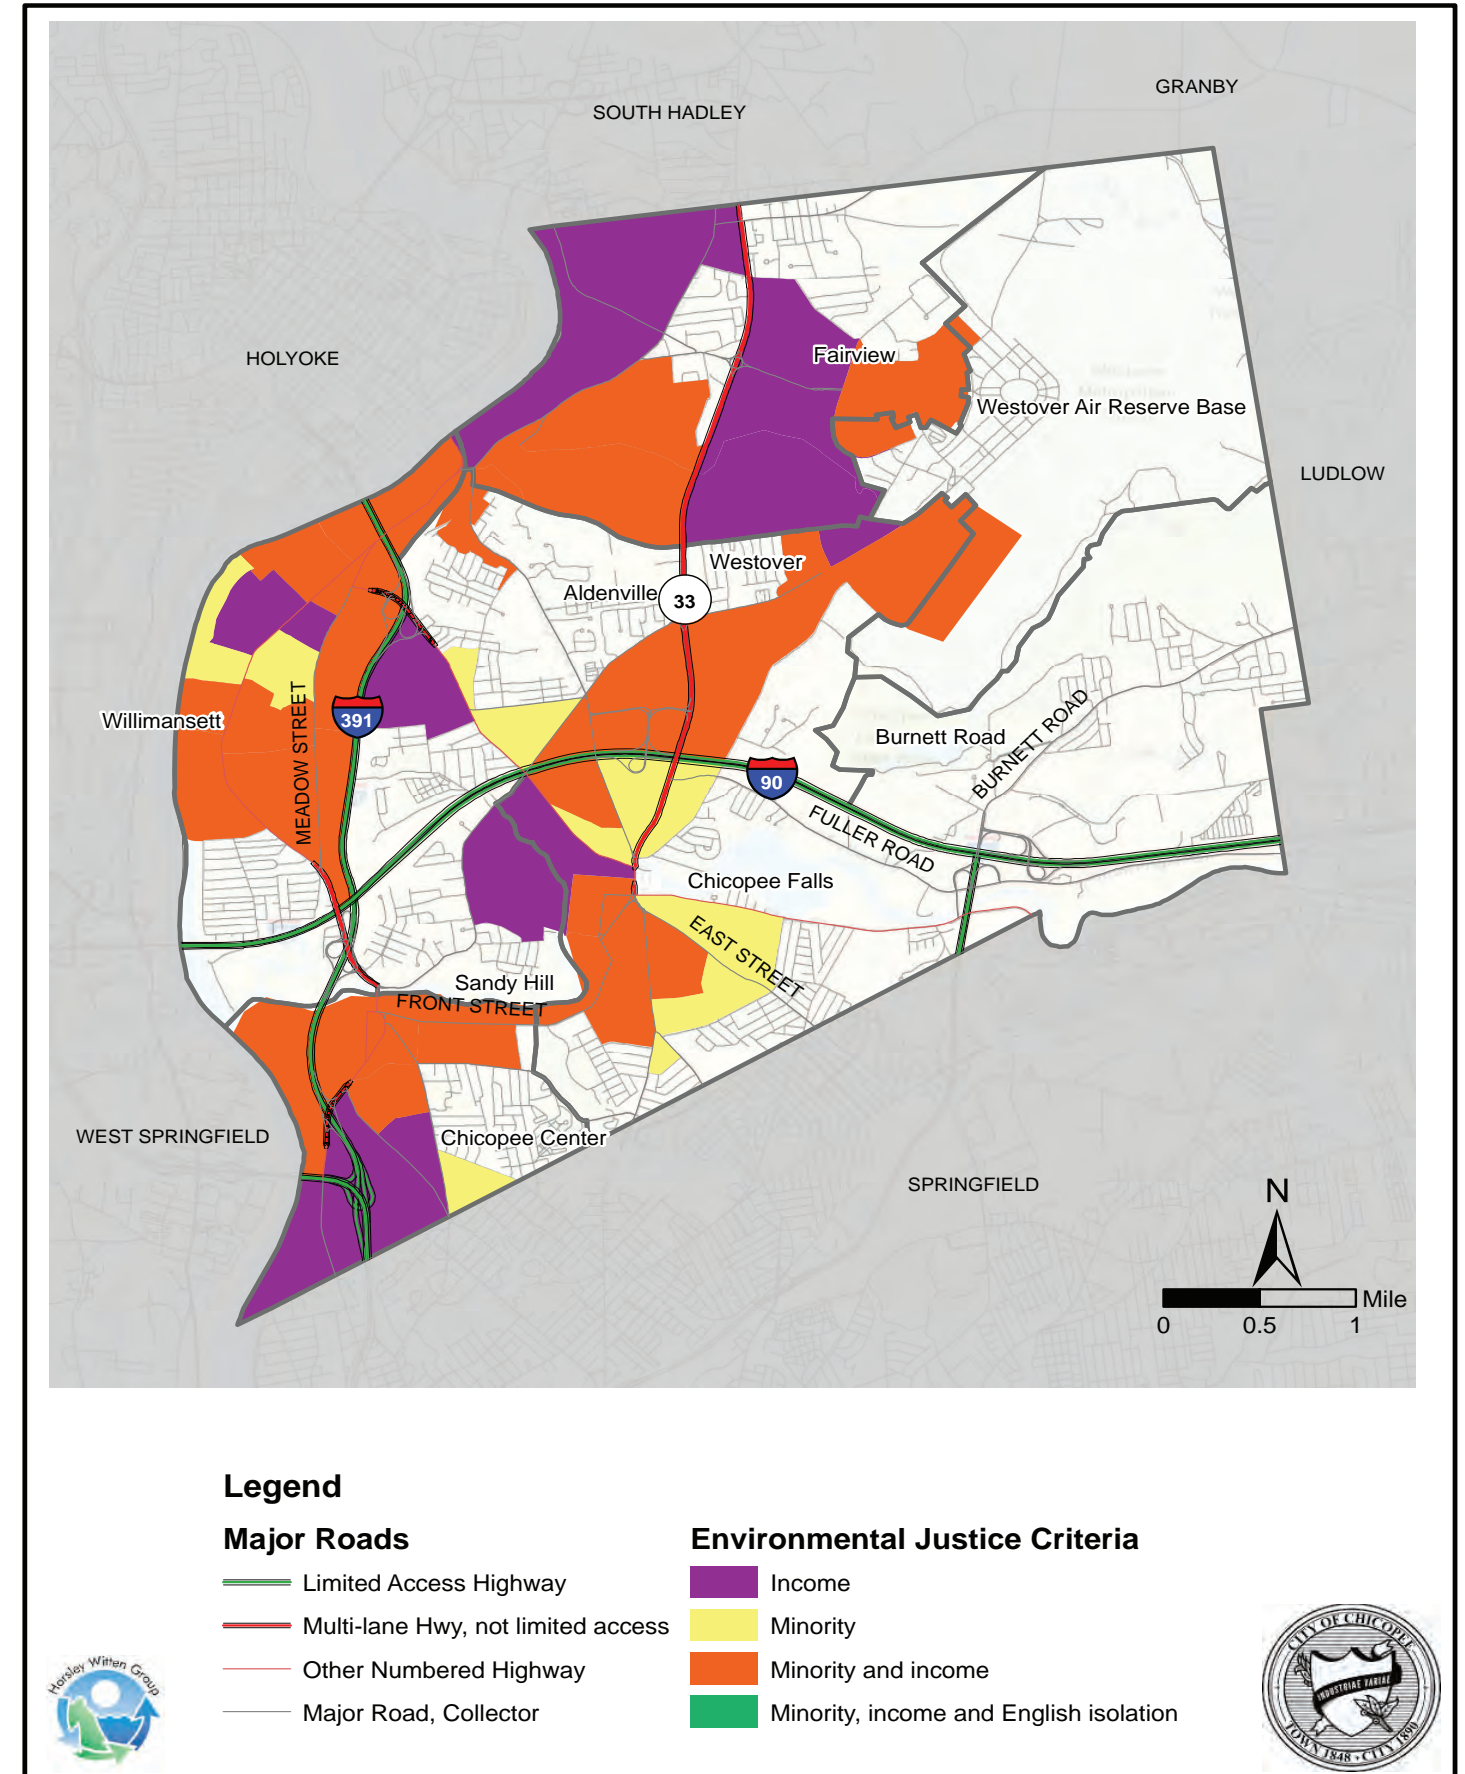 GRANBY
SOUTH HADLEY
HOLYOKE
Fairview
Westover Air Reserve Base
LUDLOW
Westover
Aldenville
33
Willimansett
MEADOW STREET
391
Burnett Road
BURNETT ROAD
90
FULLER ROAD
Chicopee Falls
EAST STREET
Sandy Hill
FRONT STREET
WEST SPRINGFIELD
Chicopee Center
SPRINGFIELD
N
Mile
0 0.5 1
Legend
Major Roads
Limited Access Highway
Multi-lane Hwy, not limited access
Other Numbered Highway
Major Road, Collector
Environmental Justice Criteria
Income
Minority
Minority and income
Minority, income and English isolation
Horsley Witten Group
CITY OF CHICOPEE
INDUSTRIAE VARIAE
TOWN 1848 • CITY 1890